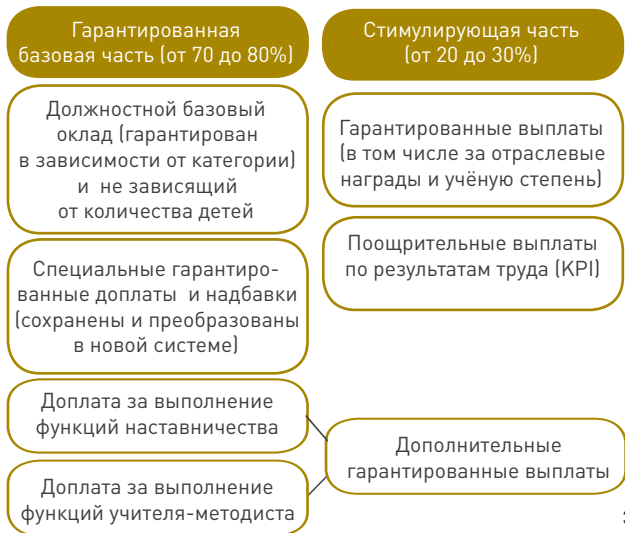 Гарантированная
базовая часть (от 70 до 80%)
Должностной базовый
оклад (гарантирован
в зависимости от категории)
и не зависящий
от количества детей
Специальные гарантиро-
ванные доплаты и надбавки
(сохранены и преобразованы
в новой системе)
Доплата за выполнение
функций наставничества
Доплата за выполнение
функций учителя-методиста
Стимулирующая часть
(от 20 до 30%)
Гарантированные выплаты
(в том числе за отраслевые
награды и учёную степень)
Поощрительные выплаты
по результатам труда (KPI)
Дополнительные
гарантированные выплаты